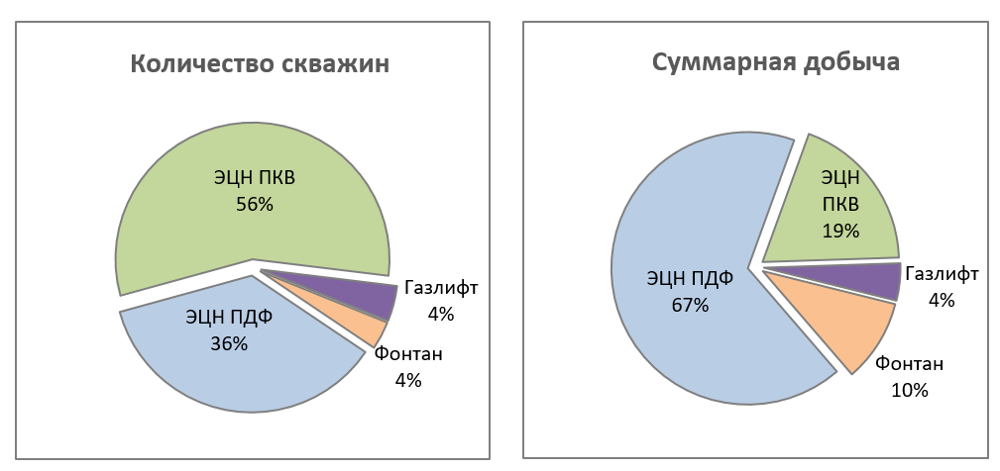 Количество скважин
ЭЦН ПКВ
56%
Газлифт
4%
ЭЦН ПДФ
36%
Фонтан
4%
Суммарная добыча
ЭЦН
ПКВ
19%
Газлифт
4%
ЭЦН ПДФ
67%
Фонтан
10%